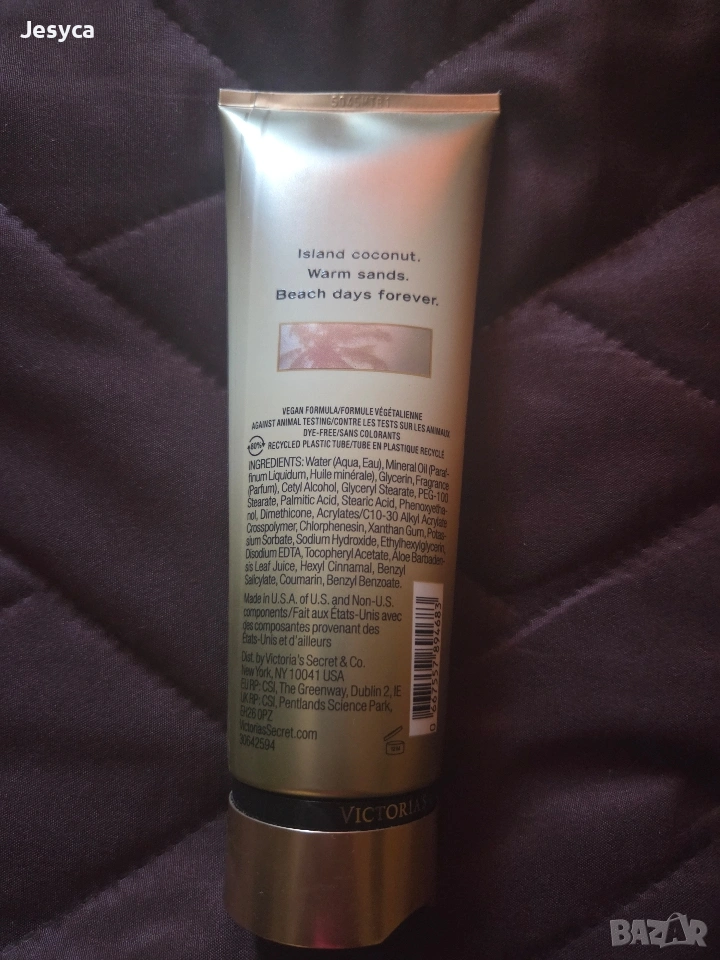 Jesyca
Island coconut.
Warm sands.
Beach days forever.
VEGAN FORMULA/FORMULE VÉGÉTALIENNE
AGAINST ANIMAL TESTING/CONTRE LES TESTS SUR LES ANIMAUX
DYE-FREE/SANS COLORANTS
80% RECYCLED PLASTIC TUBE/TUBE EN PLASTIQUE RECYCLÉ
INGREDIENTS: Water (Aqua, Eau), Mineral Oil (Paraf-
finum Liquidum, Huile minérale), Glycerin, Fragrance
(Parfum), Cetyl Alcohol, Glyceryl Stearate, PEG-100
Stearate, Palmitic Acid, Stearic Acid, Phenoxyetha-
nol, Dimethicone, Acrylates/C10-30 Alkyl Acrylate
Crosspolymer, Chlorphenesin, Xanthan Gum, Potas-
sium Sorbate, Sodium Hydroxide, Ethylhexylglycerin,
Disodium EDTA, Tocopheryl Acetate, Aloe Barbaden-
sis Leaf Juice, Hexyl Cinnamal, Benzyl
Salicylate, Coumarin, Benzyl Benzoate.
Made in U.S.A. of U.S. and Non-U.S.
components/Fait aux États-Unis avec
des composantes provenant des
États-Unis et d'ailleurs
Dist. by Victoria's Secret & Co.
New York, NY 10041 USA
EU RP: CSI, The Greenway, Dublin 2, IE
UK RP: CSI, Pentlands Science Park,
EH26 0PZ
VictoriasSecret.com
30642594
0 667557 894683
VICTORIA'S
BAZAR